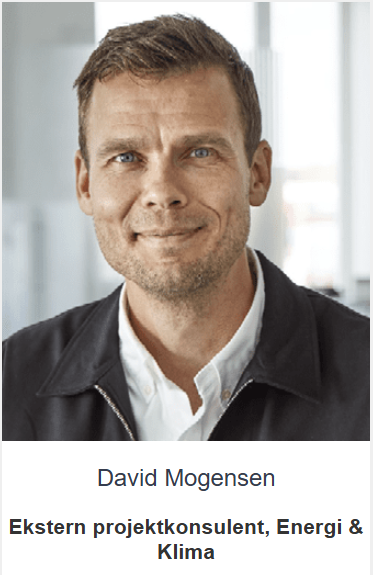 David Mogensen
Ekstern projektkonsulent, Energi &
Klima